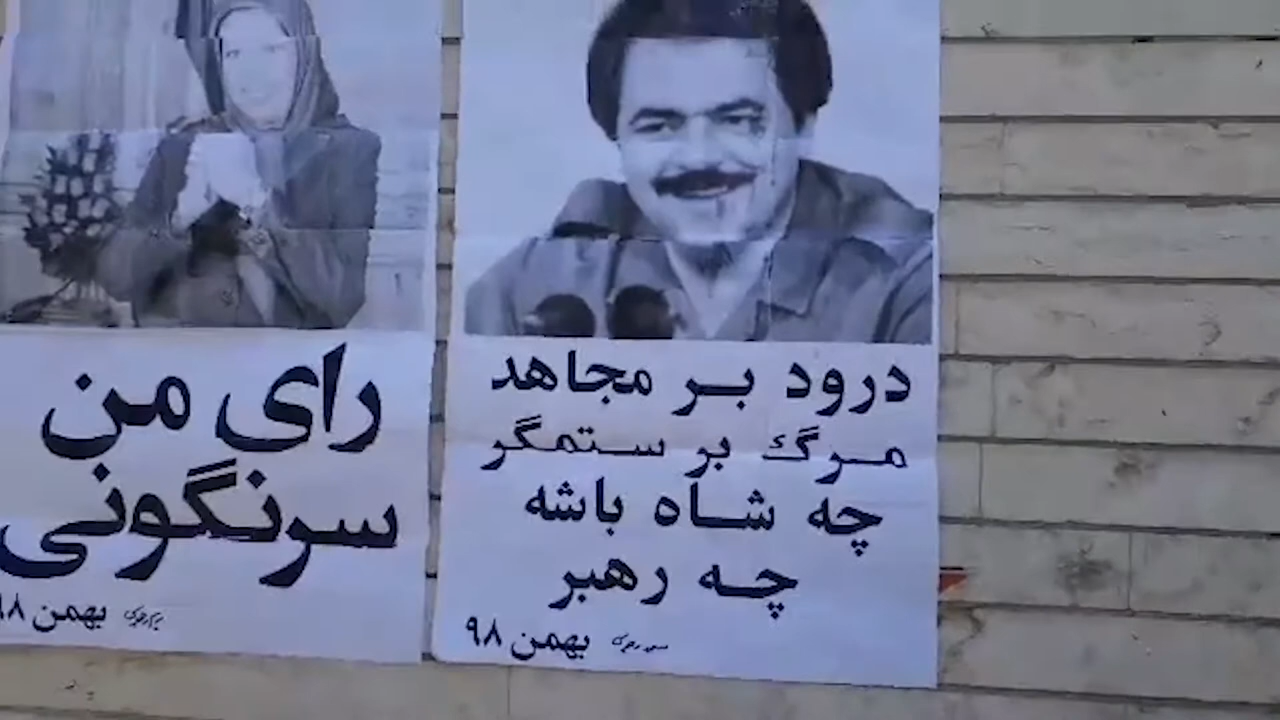 درود بر مجاهد
مرگ بر ستمگر
چه شاه باشه
چه رهبر
بهمن ۹۸
رای من
سرنگونی
بهمن ۹۸